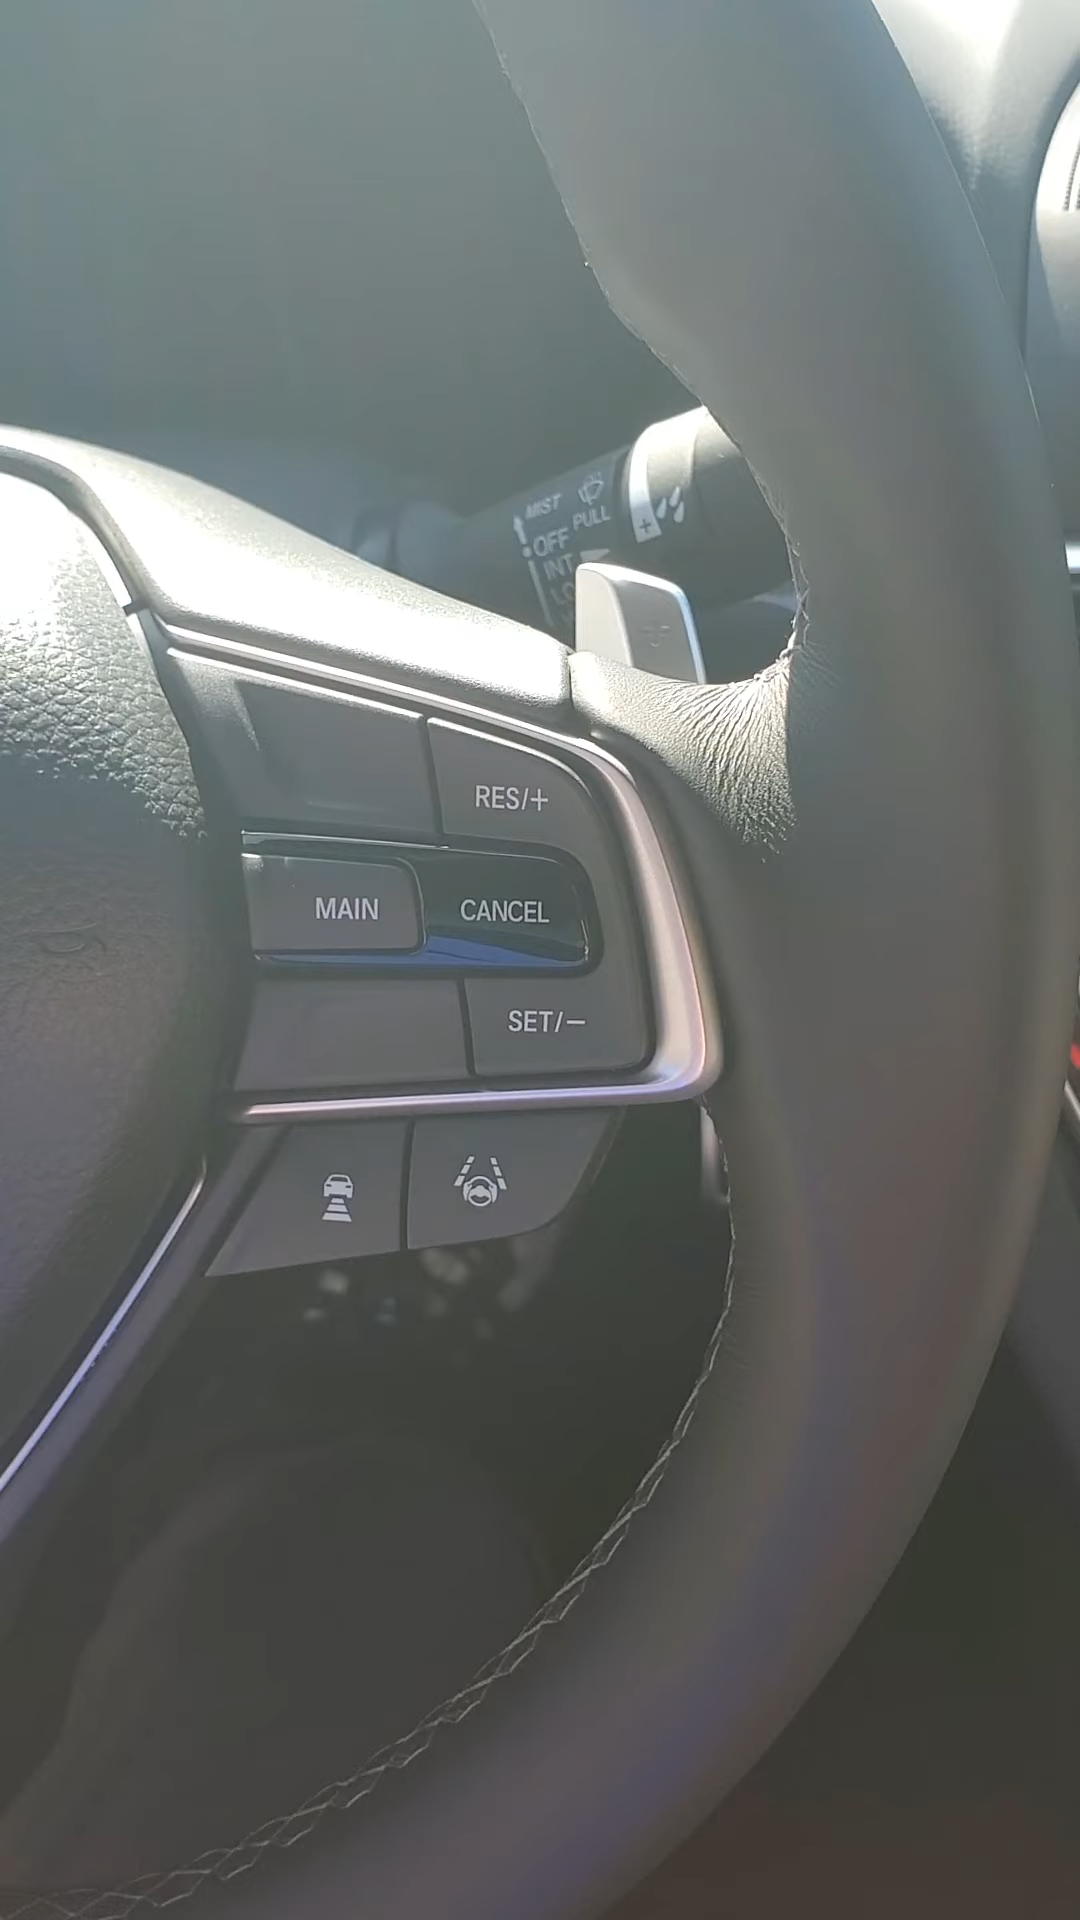 MIST
PULL
OFF
INT
+
RES/+
MAIN
CANCEL
SET/−